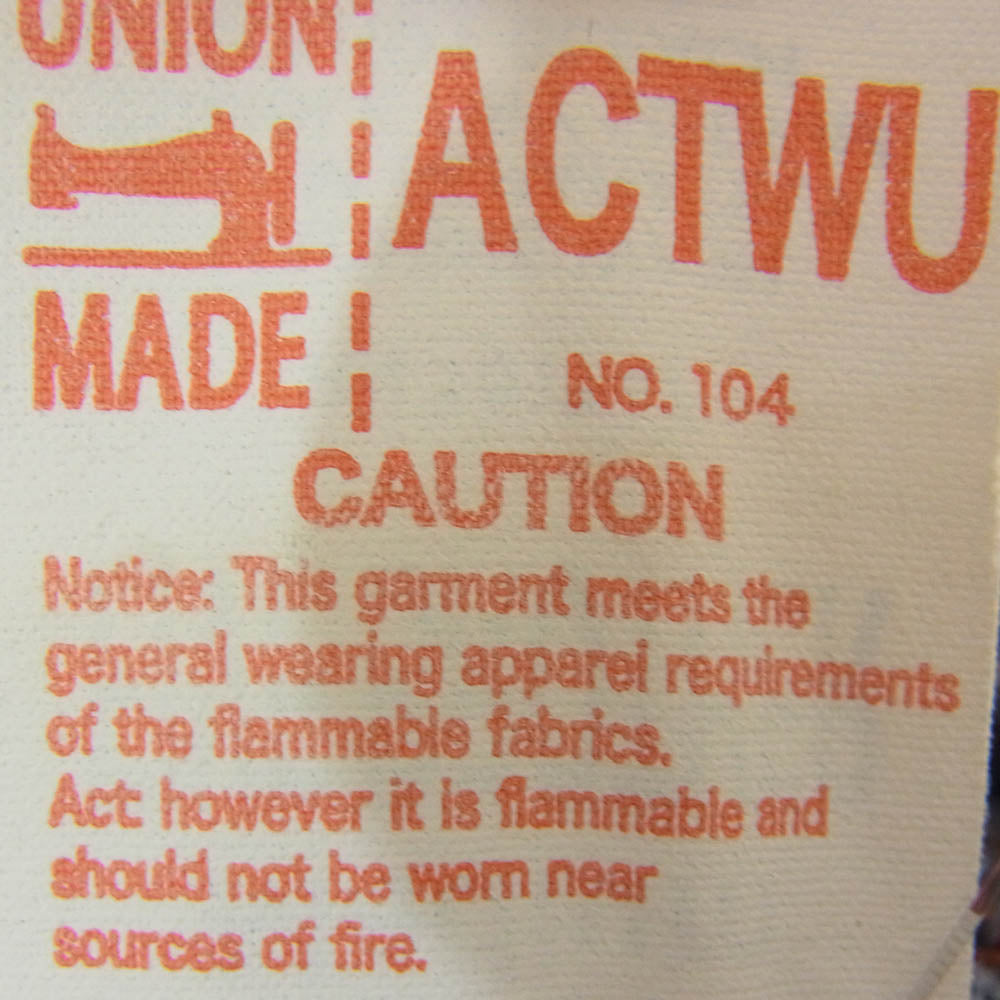 UNION
MADE
ACTWU
NO. 104
CAUTION
Notice: This garment meets the
general wearing apparel requirements
of the flammable fabrics.
Act: however it is flammable and
should not be worn near
sources of fire.